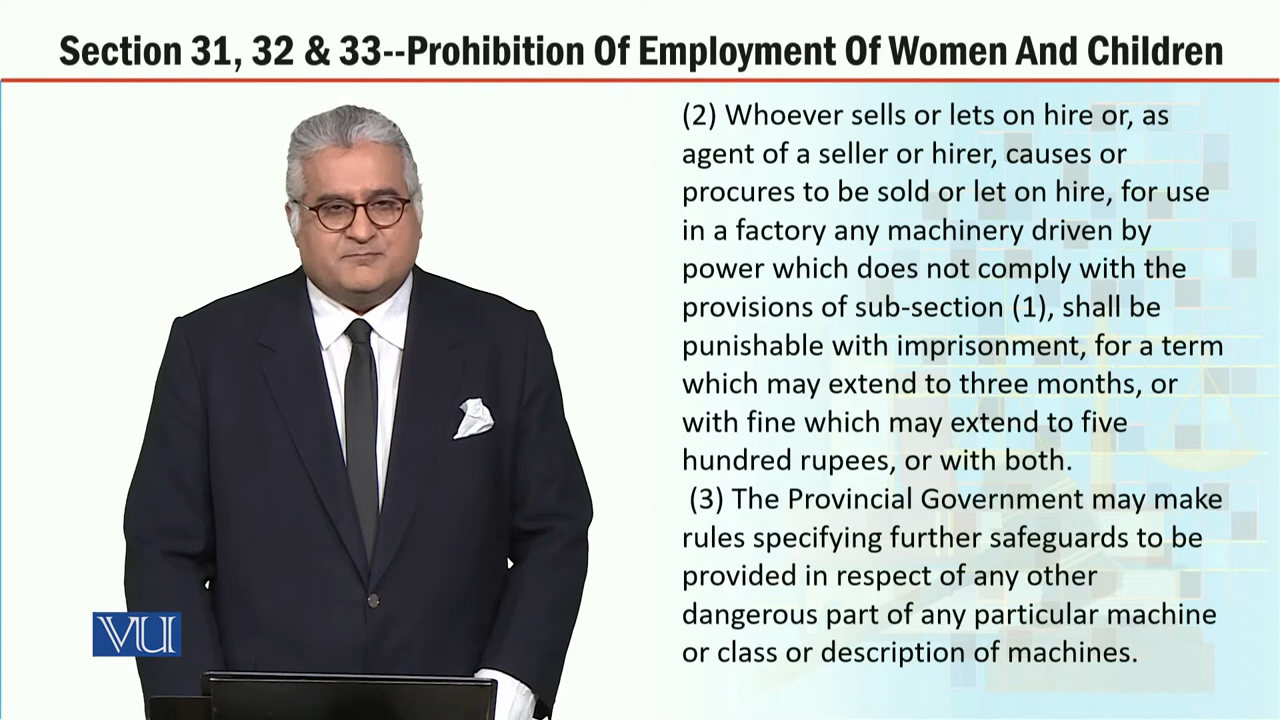 Section 31, 32 & 33--Prohibition Of Employment Of Women And Children
(2) Whoever sells or lets on hire or, as
agent of a seller or hirer, causes or
procures to be sold or let on hire, for use
in a factory any machinery driven by
power which does not comply with the
provisions of sub-section (1), shall be
punishable with imprisonment, for a term
which may extend to three months, or
with fine which may extend to five
hundred rupees, or with both.
(3) The Provincial Government may make
rules specifying further safeguards to be
provided in respect of any other
dangerous part of any particular machine
or class or description of machines.
VU